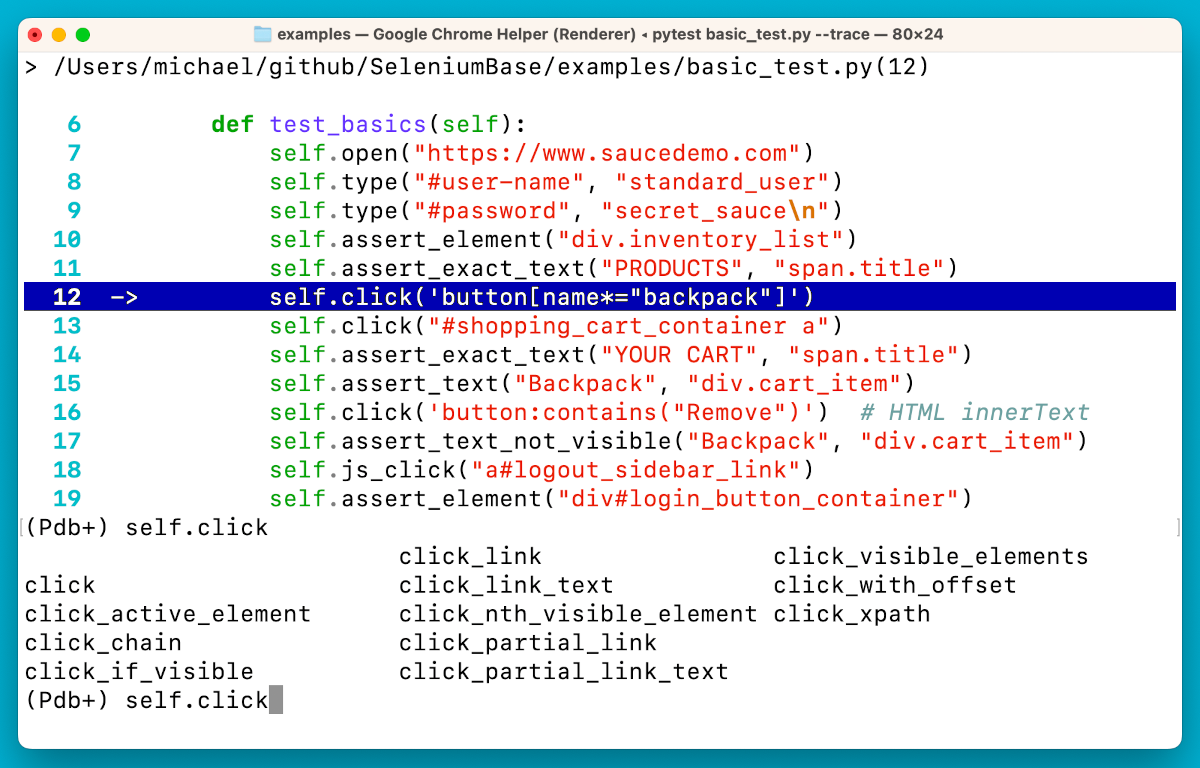 examples — Google Chrome Helper (Renderer) ◂ pytest basic_test.py --trace — 80×24
> /Users/michael/github/SeleniumBase/examples/basic_test.py(12)
6 def test_basics(self):
7 self.open("https://www.saucedemo.com")
8 self.type("#user-name", "standard_user")
9 self.type("#password", "secret_sauce\n")
10 self.assert_element("div.inventory_list")
11 self.assert_exact_text("PRODUCTS", "span.title")
12 -> self.click('button[name*="backpack"]')
13 self.click("#shopping_cart_container a")
14 self.assert_exact_text("YOUR CART", "span.title")
15 self.assert_text("Backpack", "div.cart_item")
16 self.click('button:contains("Remove")') # HTML innerText
17 self.assert_text_not_visible("Backpack", "div.cart_item")
18 self.js_click("a#logout_sidebar_link")
19 self.assert_element("div#login_button_container")
(Pdb+) self.click
click_link click_visible_elements
click click_link_text click_with_offset
click_active_element click_nth_visible_element click_xpath
click_chain click_partial_link
click_if_visible click_partial_link_text
(Pdb+) self.click